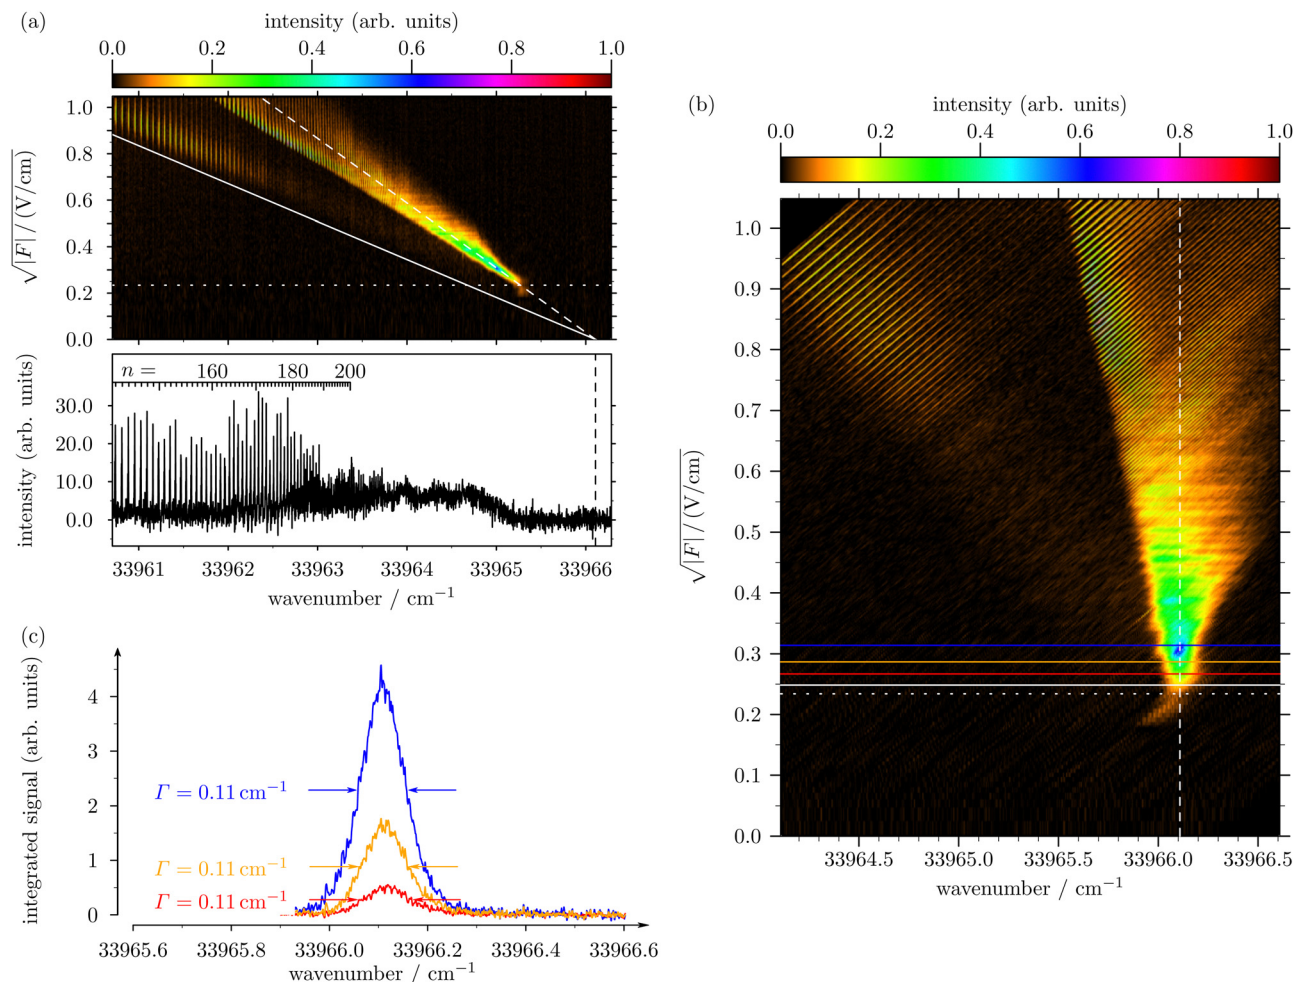 (a)
intensity (arb. units)
0.0 0.2 0.4 0.6 0.8 1.0
√|F| / (V/cm)
1.0
0.8
0.6
0.4
0.2
0.0
intensity (arb. units)
n = 160 180 200
30.0
20.0
10.0
0.0
33961 33962 33963 33964 33965 33966
wavenumber / cm⁻¹
(b)
intensity (arb. units)
0.0 0.2 0.4 0.6 0.8 1.0
√|F| / (V/cm)
1.0
0.9
0.8
0.7
0.6
0.5
0.4
0.3
0.2
0.1
0.0
33964.5 33965.0 33965.5 33966.0 33966.5
wavenumber / cm⁻¹
(c)
integrated signal (arb. units)
4
3
2
1
0
Γ = 0.11 cm⁻¹
Γ = 0.11 cm⁻¹
Γ = 0.11 cm⁻¹
33965.6 33965.8 33966.0 33966.2 33966.4 33966.6
wavenumber / cm⁻¹